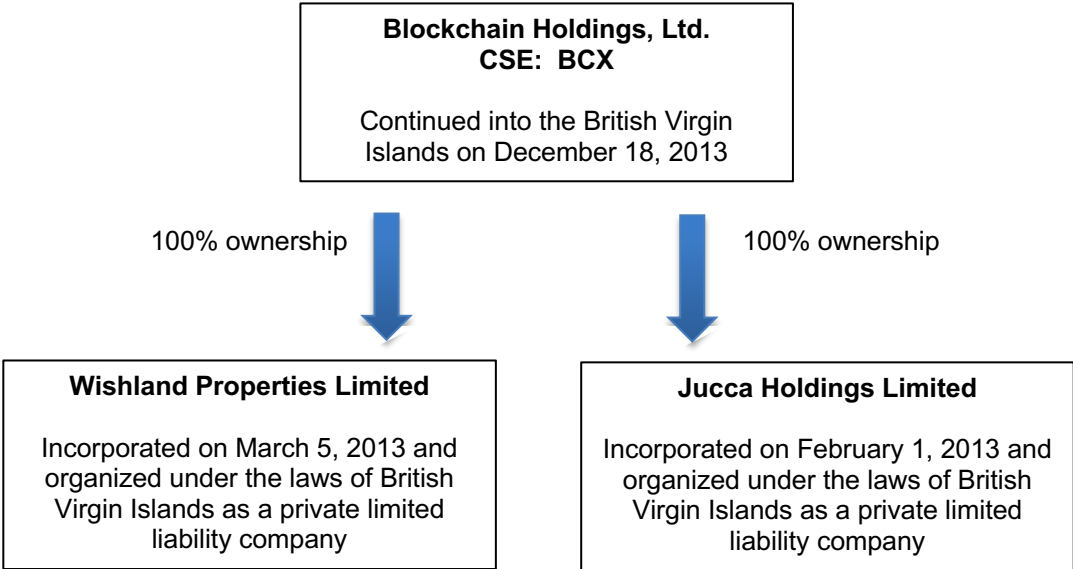 Blockchain Holdings, Ltd.
CSE:  BCX
Continued into the British Virgin
Islands on December 18, 2013
100% ownership
100% ownership
Wishland Properties Limited
Incorporated on March 5, 2013 and
organized under the laws of British
Virgin Islands as a private limited
liability company
Jucca Holdings Limited
Incorporated on February 1, 2013 and
organized under the laws of British
Virgin Islands as a private limited
liability company